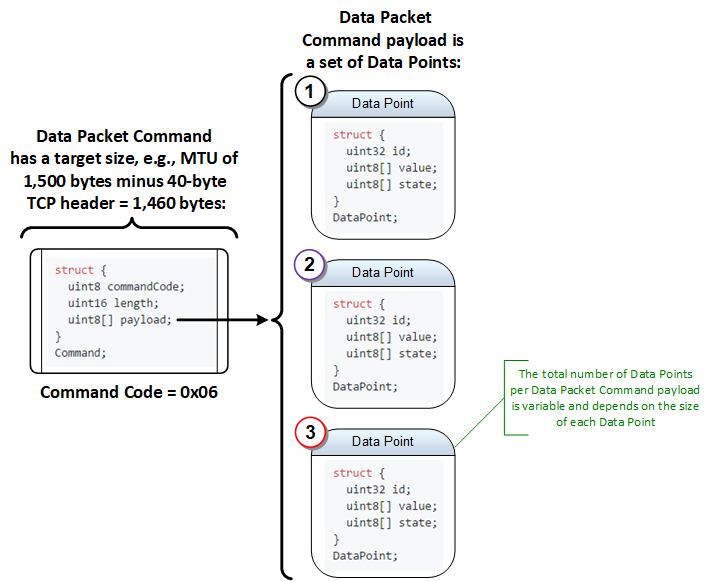 Data Packet
Command payload is
a set of Data Points:
Data Packet Command
has a target size, e.g., MTU of
1,500 bytes minus 40-byte
TCP header = 1,460 bytes:
struct {
uint8 commandCode;
uint16 length;
uint8[] payload;
}
Command;
Command Code = 0x06
1
Data Point
struct {
uint32 id;
uint8[] value;
uint8[] state;
}
DataPoint;
2
Data Point
struct {
uint32 id;
uint8[] value;
uint8[] state;
}
DataPoint;
3
Data Point
struct {
uint32 id;
uint8[] value;
uint8[] state;
}
DataPoint;
The total number of Data Points
per Data Packet Command payload
is variable and depends on the size
of each Data Point